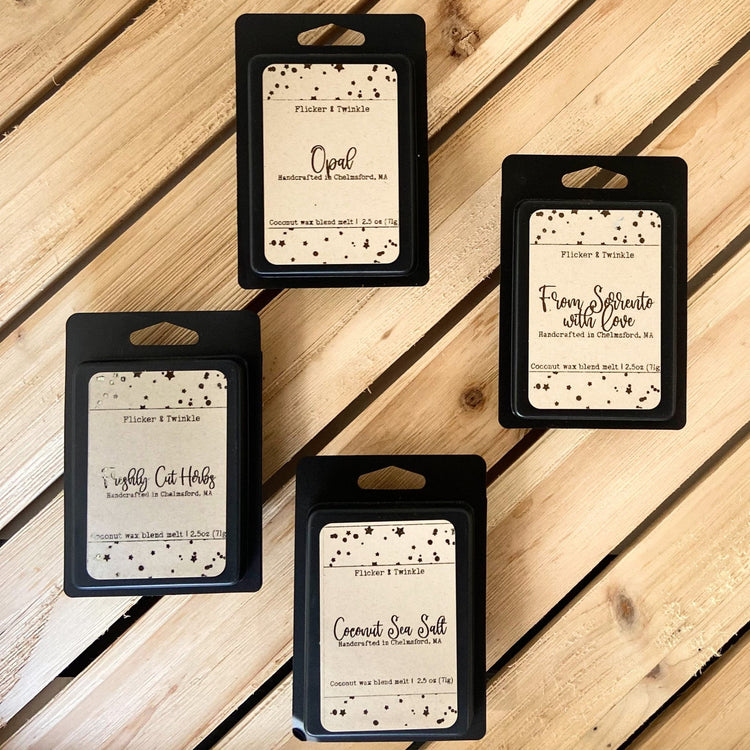 Flicker & Twinkle
Opal
Handcrafted in Chelmsford, MA
Coconut wax blend melt | 2.5 oz (71g
Flicker & Twinkle
From Sorrento
with love
Handcrafted in Chelmsford, MA
Coconut wax blend melt | 2.5oz (71g
Flicker & Twinkle
Freshly Cut Herbs
Handcrafted in Chelmsford, MA
Coconut wax blend melt | 2.5oz (71g
Flicker & Twinkle
Coconut Sea Salt
Handcrafted in Chelmsford, MA
Coconut wax blend melt | 2.5 oz (71g)